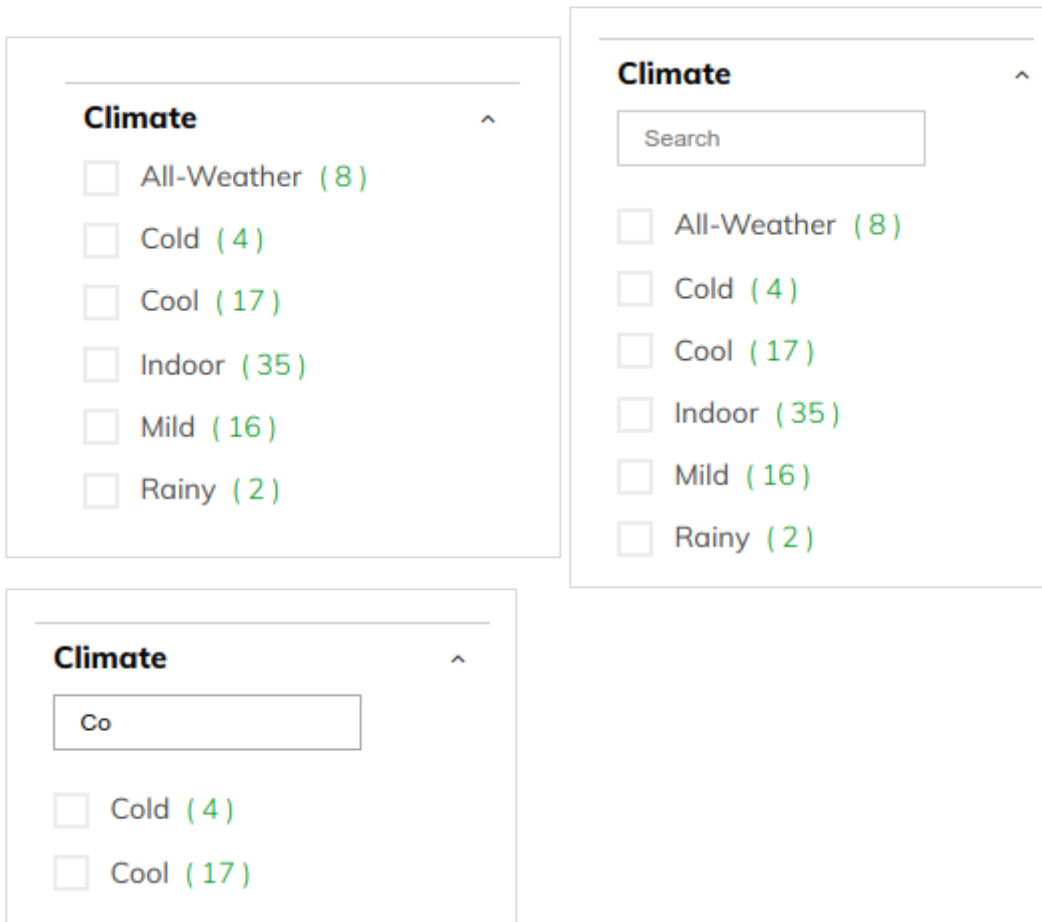 Climate
All-Weather ( 8 )
Cold ( 4 )
Cool ( 17 )
Indoor ( 35 )
Mild ( 16 )
Rainy ( 2 )
Climate
Search
All-Weather ( 8 )
Cold ( 4 )
Cool ( 17 )
Indoor ( 35 )
Mild ( 16 )
Rainy ( 2 )
Climate
Co
Cold ( 4 )
Cool ( 17 )